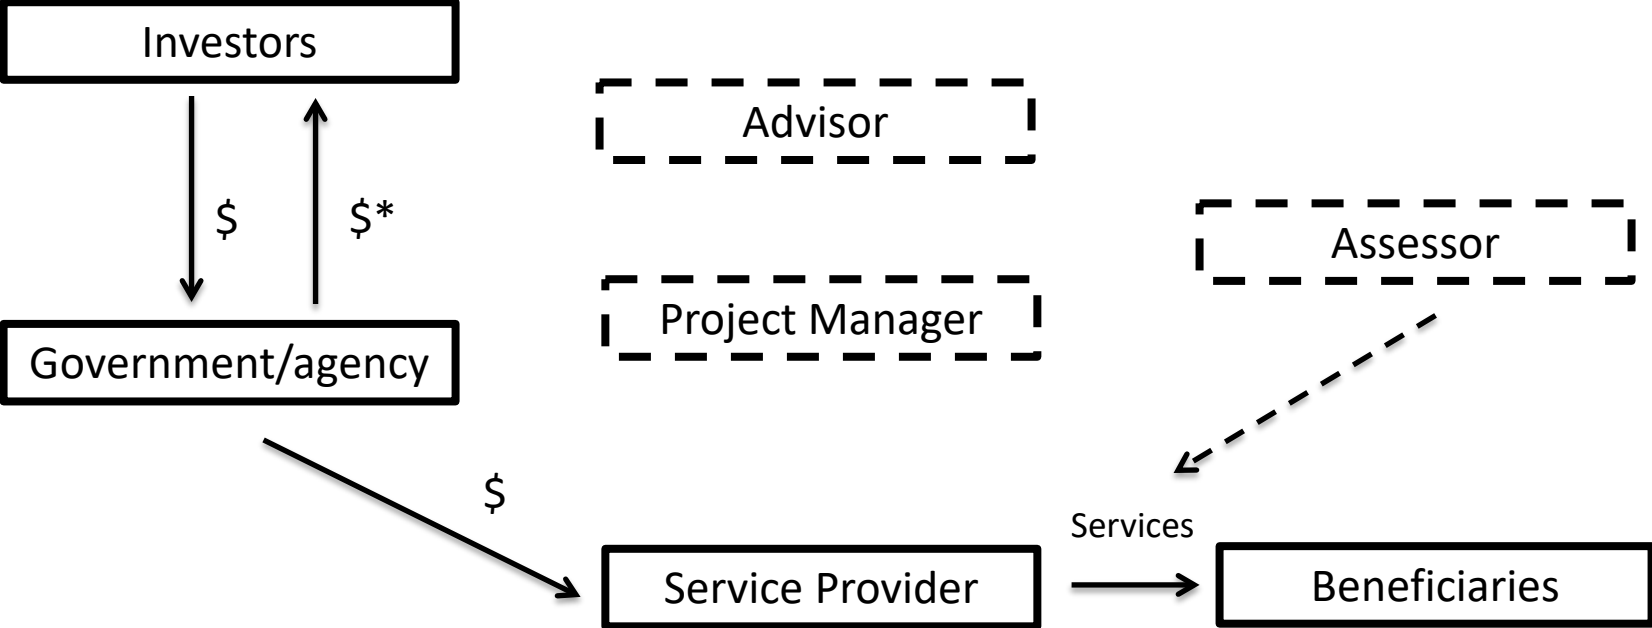 Investors
Advisor
$
$*
Assessor
Project Manager
Government/agency
$
Services
Service Provider
Beneficiaries